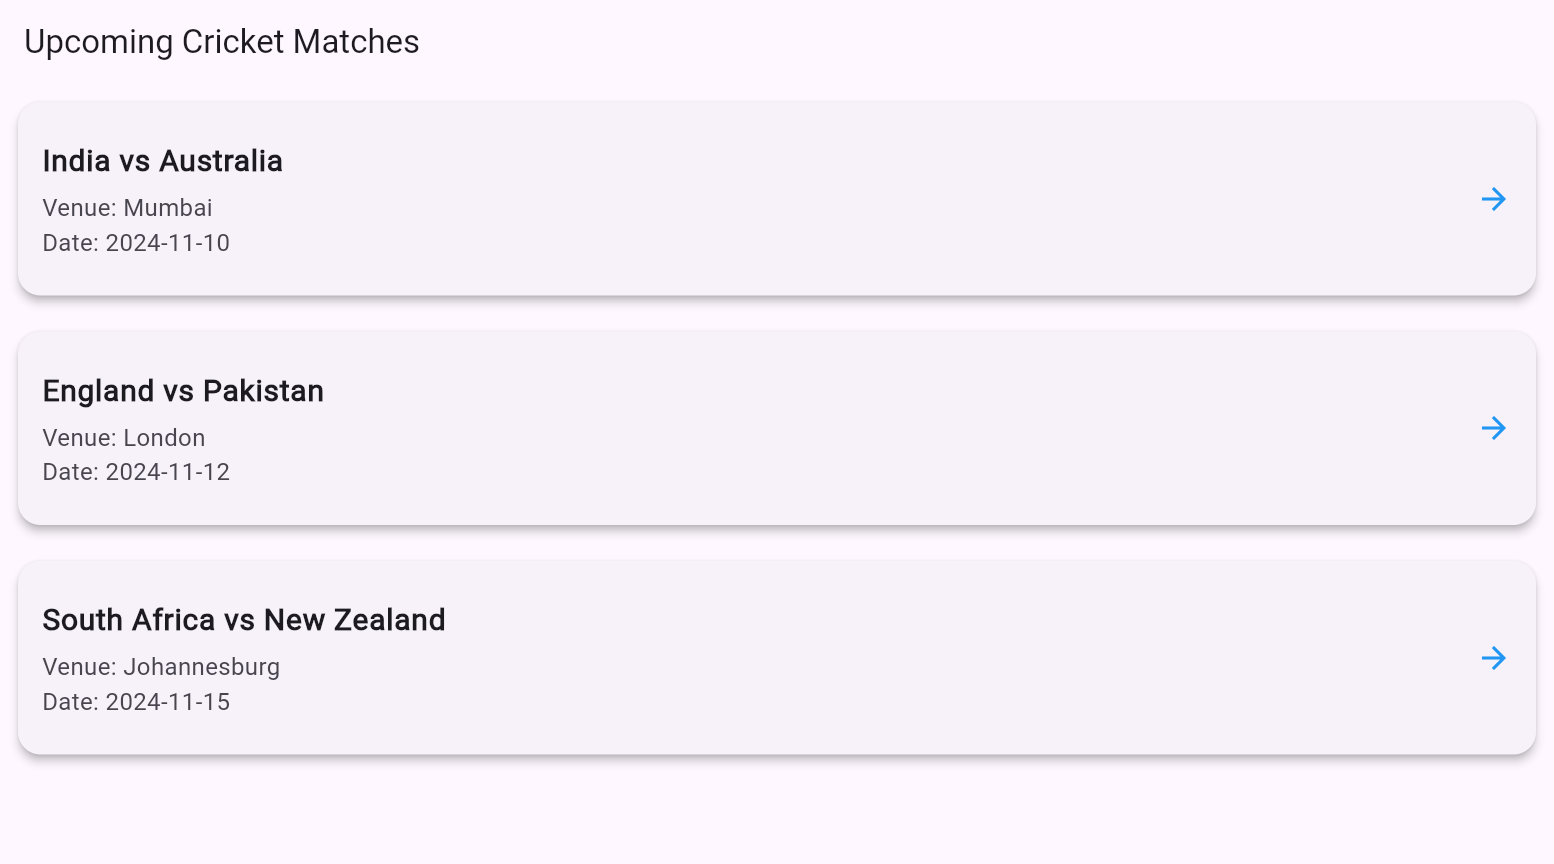 Upcoming Cricket Matches
India vs Australia
Venue: Mumbai
Date: 2024-11-10
England vs Pakistan
Venue: London
Date: 2024-11-12
South Africa vs New Zealand
Venue: Johannesburg
Date: 2024-11-15